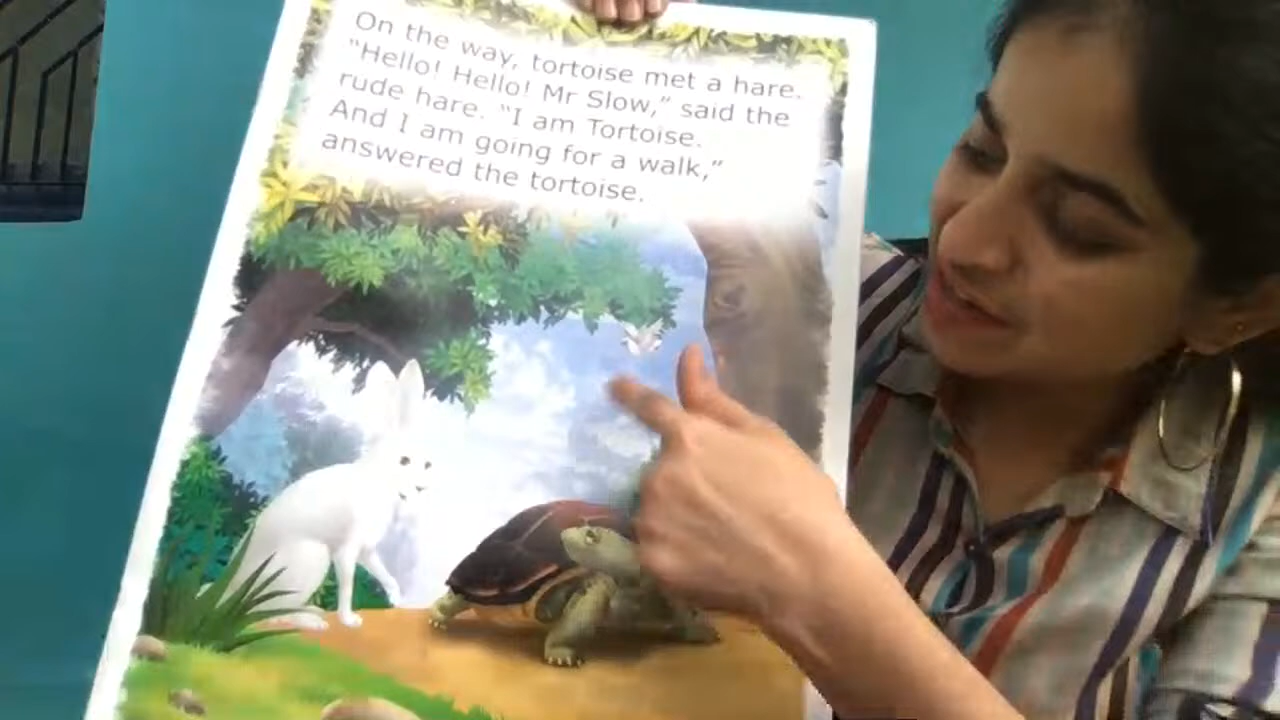 On the way, tortoise met a hare.
“Hello! Hello! Mr Slow,” said the
rude hare. “I am Tortoise.
And I am going for a walk,”
answered the tortoise.